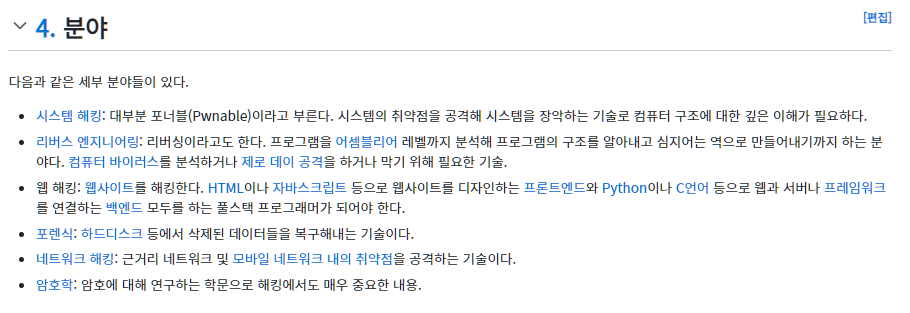 4. 분야
[편집]
다음과 같은 세부 분야들이 있다.
시스템 해킹: 대부분 포너블(Pwnable)이라고 부른다. 시스템의 취약점을 공격해 시스템을 장악하는 기술로 컴퓨터 구조에 대한 깊은 이해가 필요하다.
리버스 엔지니어링: 리버싱이라고도 한다. 프로그램을 어셈블리어 레벨까지 분석해 프로그램의 구조를 알아내고 심지어는 역으로 만들어내기까지 하는 분
야다. 컴퓨터 바이러스를 분석하거나 제로 데이 공격을 하거나 막기 위해 필요한 기술.
웹 해킹: 웹사이트를 해킹한다. HTML이나 자바스크립트 등으로 웹사이트를 디자인하는 프론트엔드와 Python이나 C언어 등으로 웹과 서버나 프레임워크
를 연결하는 백엔드 모두를 하는 풀스택 프로그래머가 되어야 한다.
포렌식: 하드디스크 등에서 삭제된 데이터들을 복구해내는 기술이다.
네트워크 해킹: 근거리 네트워크 및 모바일 네트워크 내의 취약점을 공격하는 기술이다.
암호학: 암호에 대해 연구하는 학문으로 해킹에서도 매우 중요한 내용.